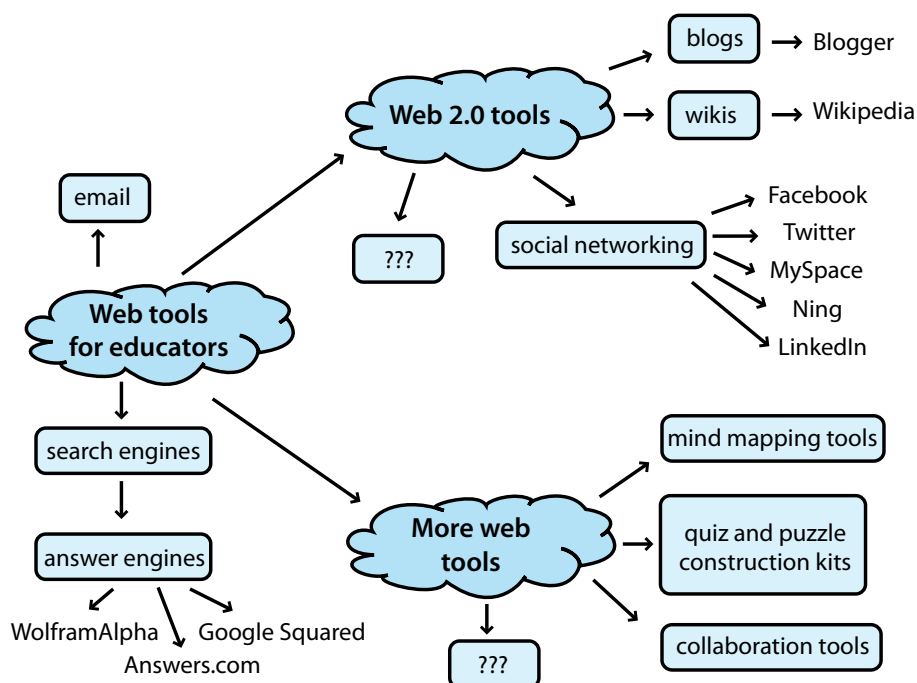 blogs
Blogger
Web 2.0 tools
wikis
Wikipedia
email
???
social networking
Facebook
Twitter
MySpace
Ning
LinkedIn
Web tools
for educators
search engines
answer engines
WolframAlpha
Google Squared
Answers.com
More web
tools
mind mapping tools
quiz and puzzle
construction kits
collaboration tools
???